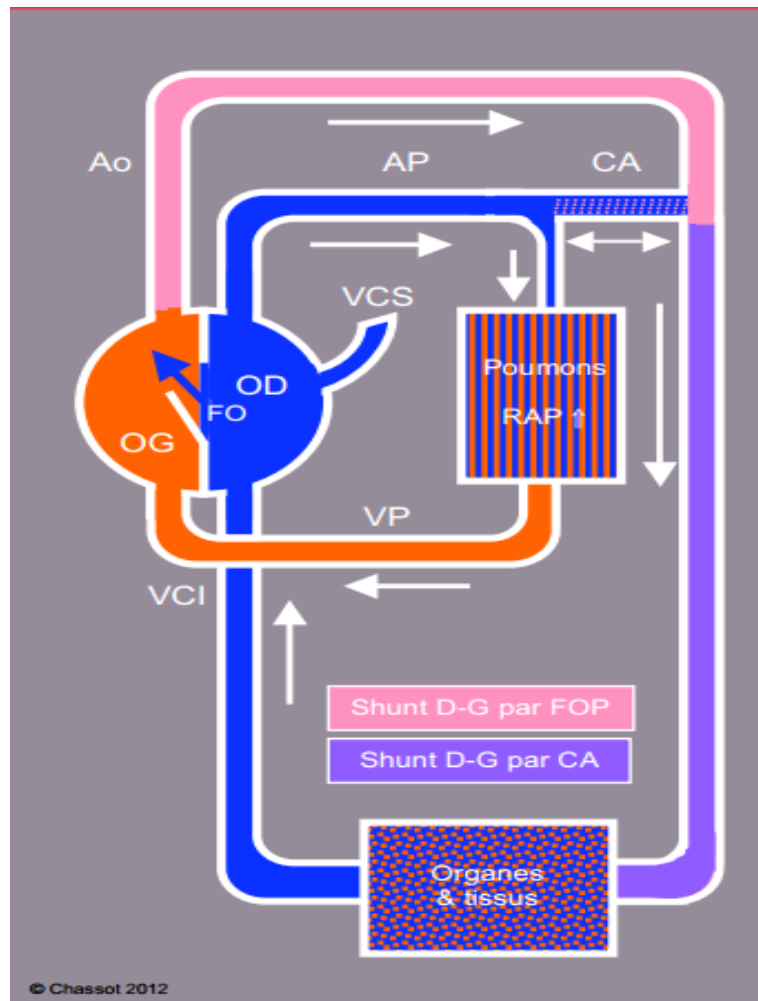 Ao
AP
CA
VCS
OD
FO
OG
Poumons
RAP ⇑
VP
VCI
Shunt D-G par FOP
Shunt D-G par CA
Organes
& tissus
© Chassot 2012